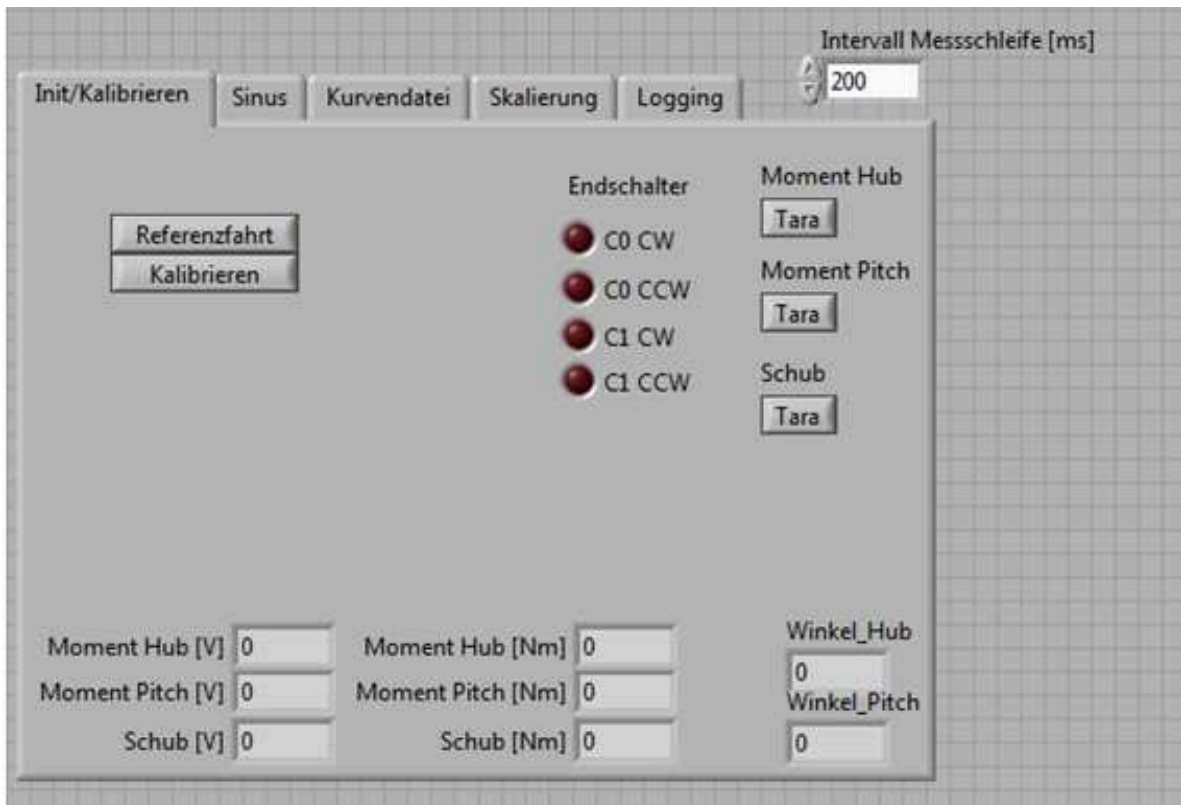 Intervall Messschleife [ms]
200
Init/Kalibrieren
Sinus
Kurvendatei
Skalierung
Logging
Referenzfahrt
Kalibrieren
Endschalter
C0 CW
C0 CCW
C1 CW
C1 CCW
Moment Hub
Tara
Moment Pitch
Tara
Schub
Tara
Moment Hub [V] 0
Moment Pitch [V] 0
Schub [V] 0
Moment Hub [Nm] 0
Moment Pitch [Nm] 0
Schub [Nm] 0
Winkel_Hub
0
Winkel_Pitch
0